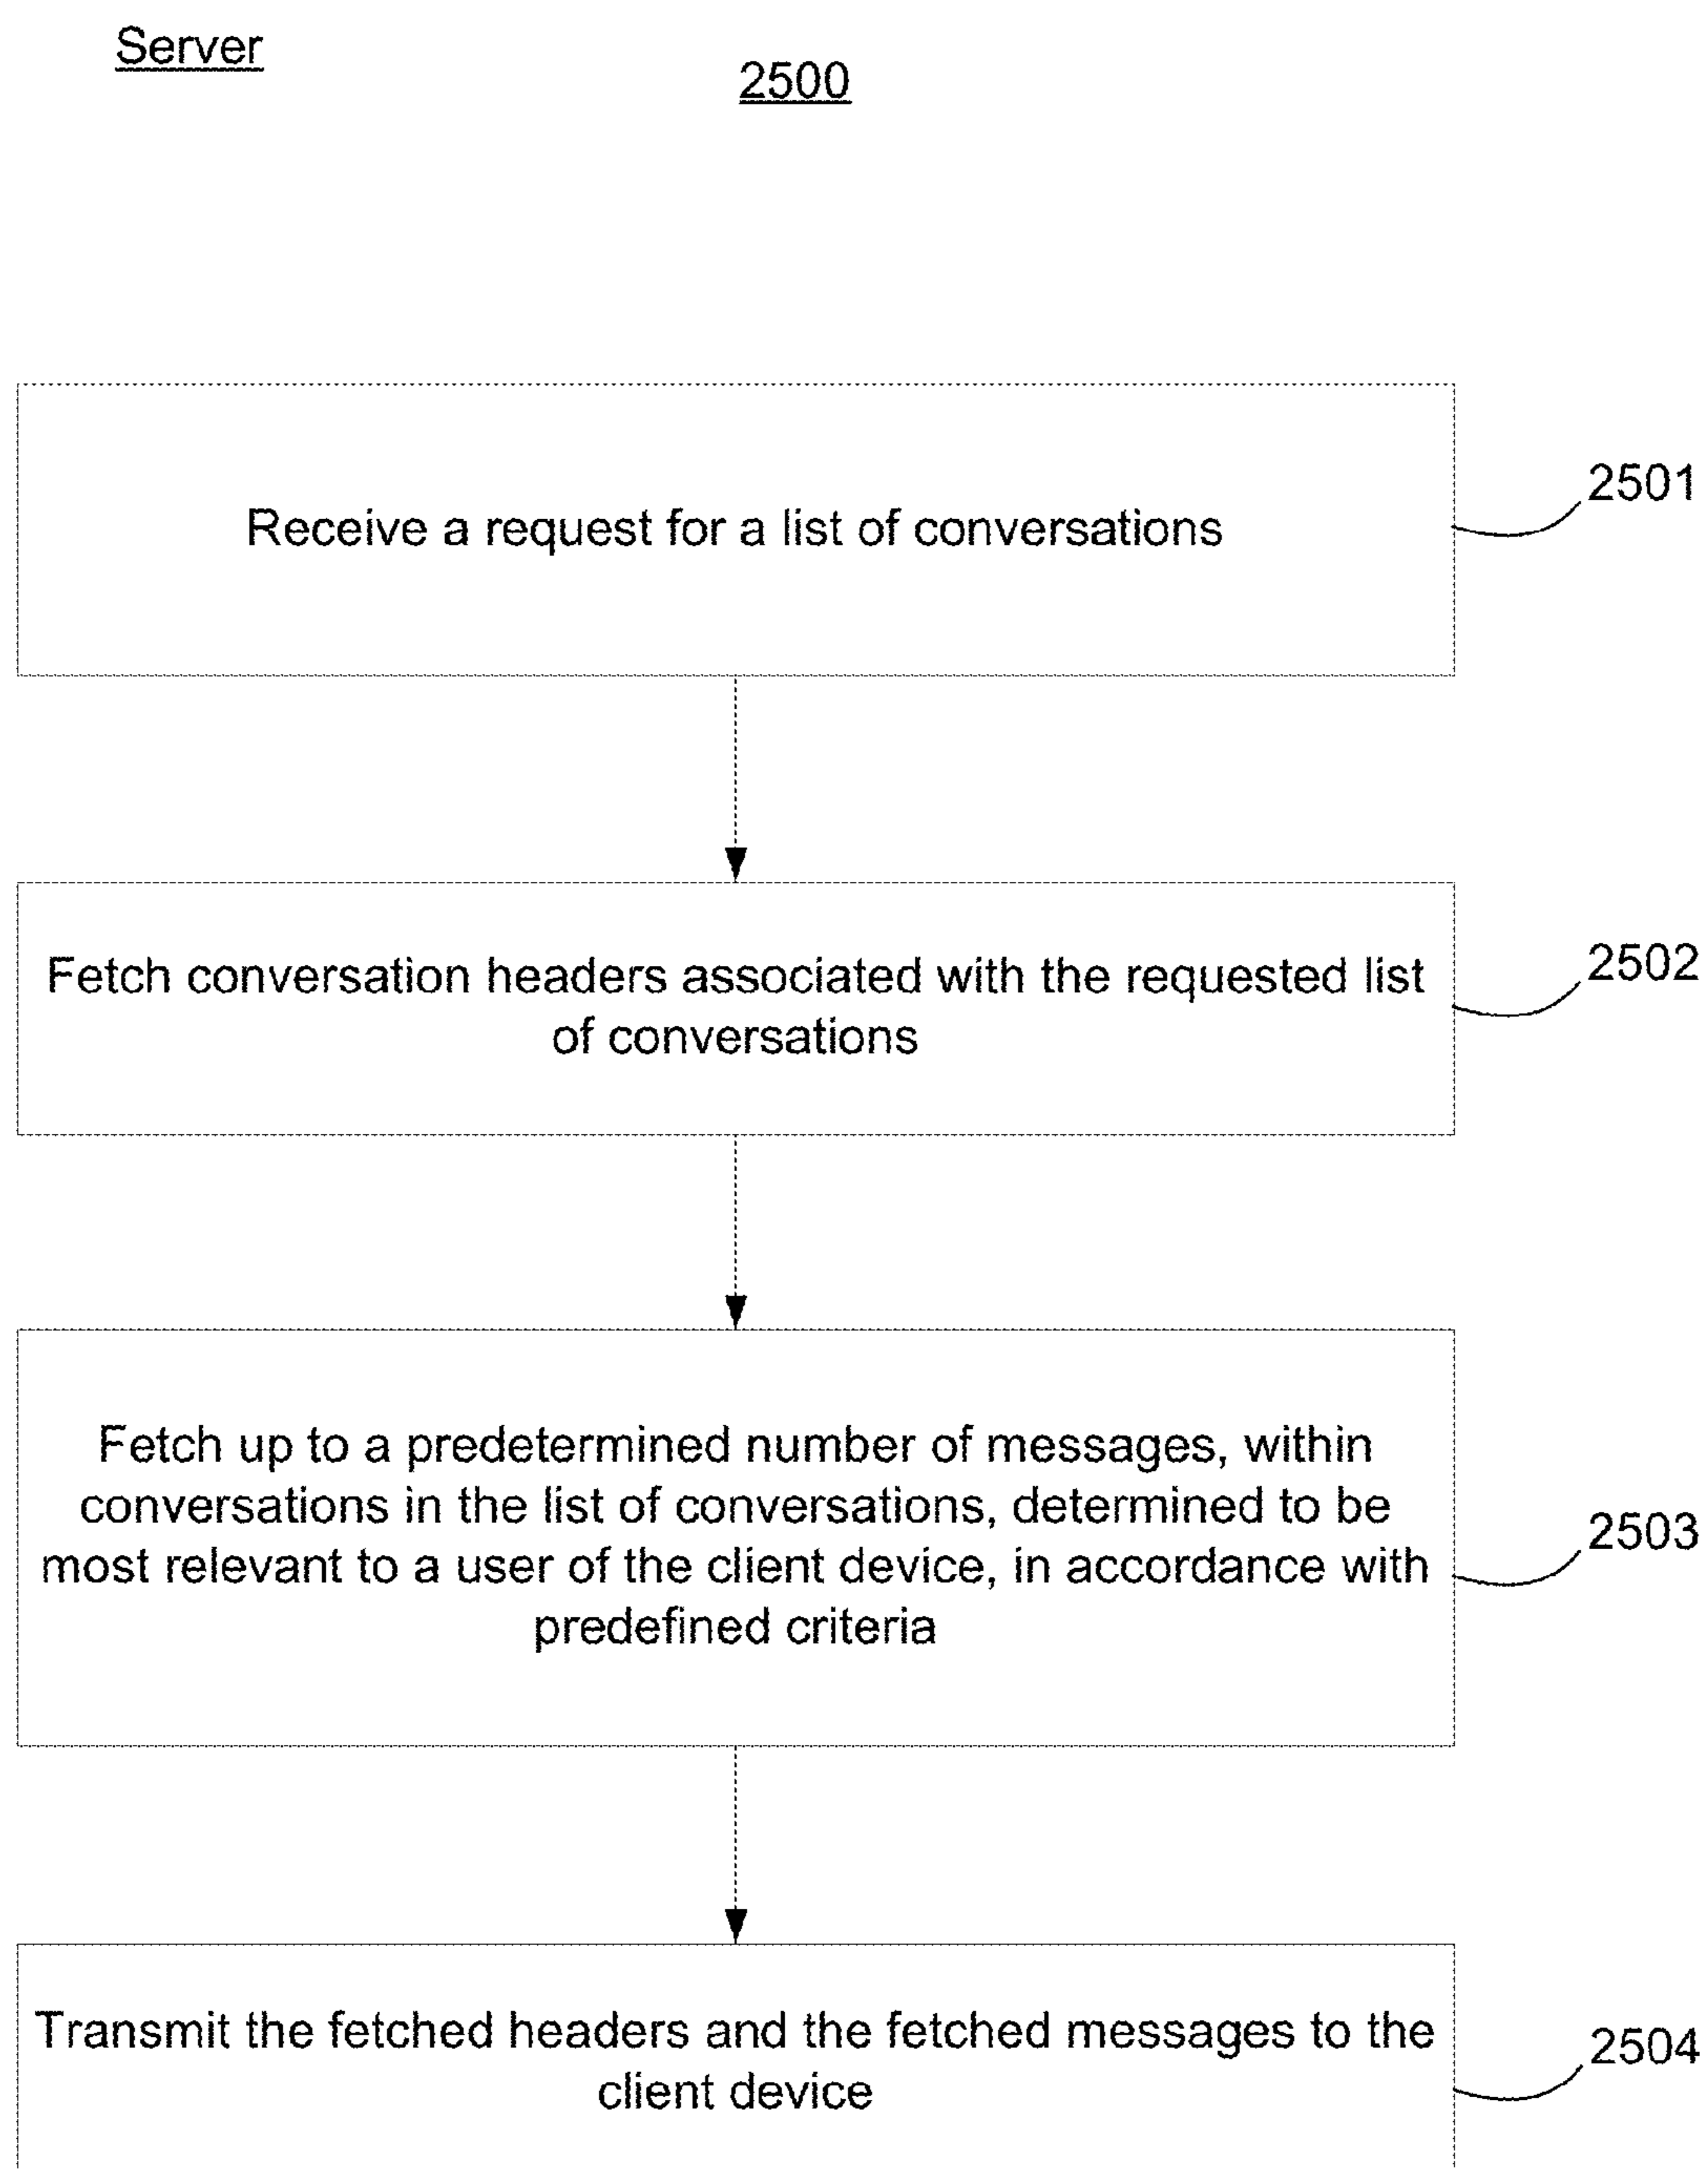 Server
2500
Receive a request for a list of conversations
2501
Fetch conversation headers associated with the requested list
of conversations
2502
Fetch up to a predetermined number of messages, within
conversations in the list of conversations, determined to be
most relevant to a user of the client device, in accordance with
predefined criteria
2503
Transmit the fetched headers and the fetched messages to the
client device
2504